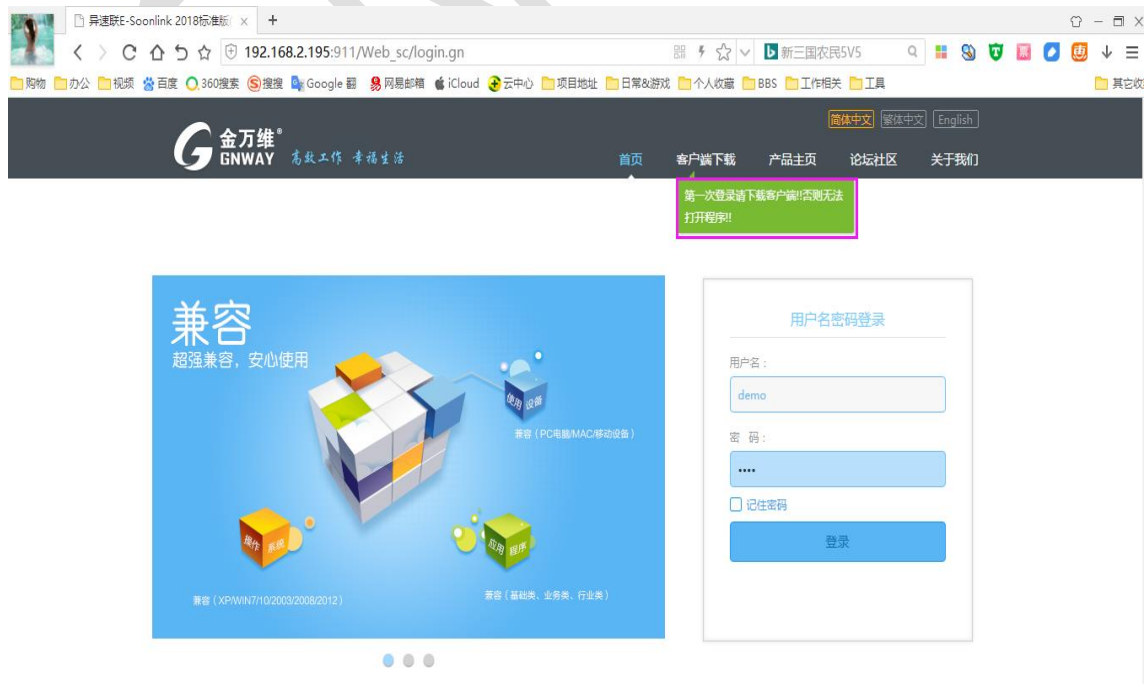 异速联E-Soonlink 2018标准版
192.168.2.195:911/Web_sc/login.gn
新三国农民5V5
购物 办公 视频 百度 360搜索 搜搜 Google 翻 网易邮箱 iCloud 云中心 项目地址 日常&游戏 个人收藏 BBS 工作相关 工具 其它收
简体中文 繁体中文 English
金万维®
GNWAY 高效工作 幸福生活
首页 客户端下载 产品主页 论坛社区 关于我们
第一次登录请下载客户端!!否则无法
打开程序!!
兼容
超强兼容，安心使用
使用 设备
兼容（PC电脑/MAC/移动设备）
操作 系统
应用 程序
兼容（XP/WIN7/10/2003/2008/2012）
兼容（基础类、业务类、行业类）
用户名密码登录
用户名：
demo
密 码：
••••
记住密码
登录